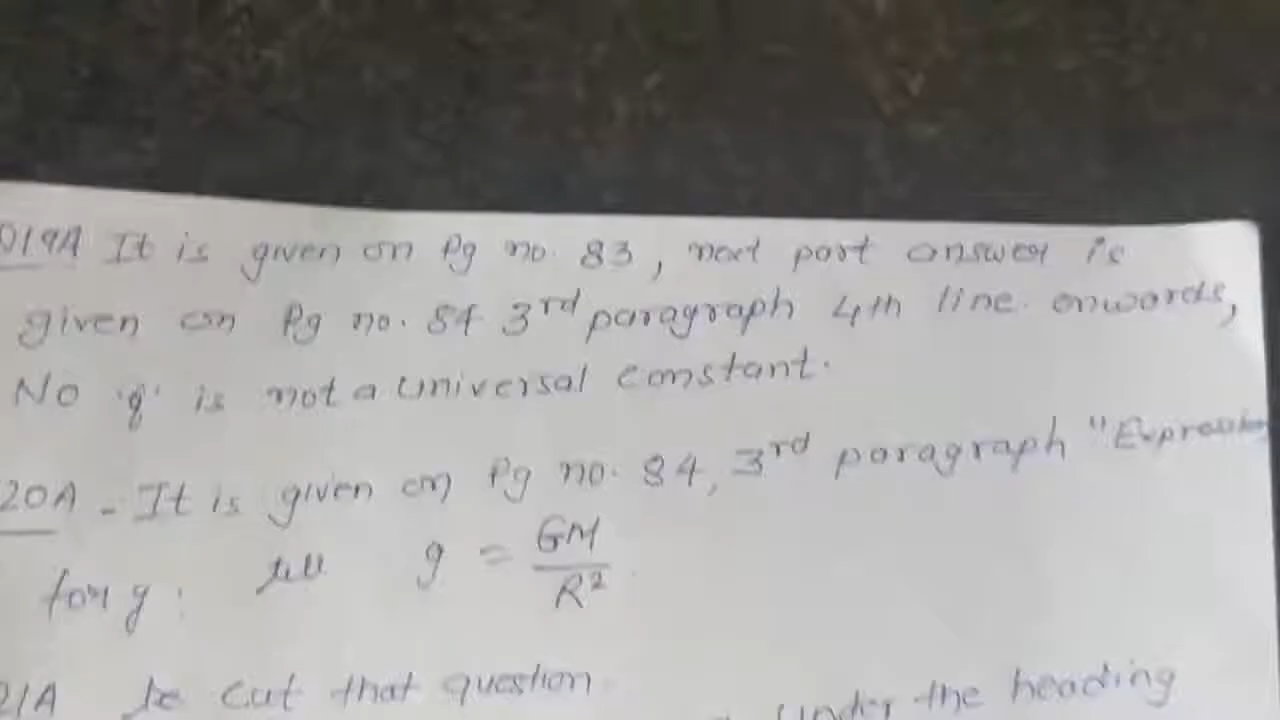 Q19A It is given on Pg no. 83, next part answer is
given on Pg no. 84 3rd paragraph 4th line onwards,
No 'g' is not a universal constant.
20A - It is given on Pg no. 84, 3rd paragraph "Expression
for g: till g = GM/R²
21A cut that question
under the heading